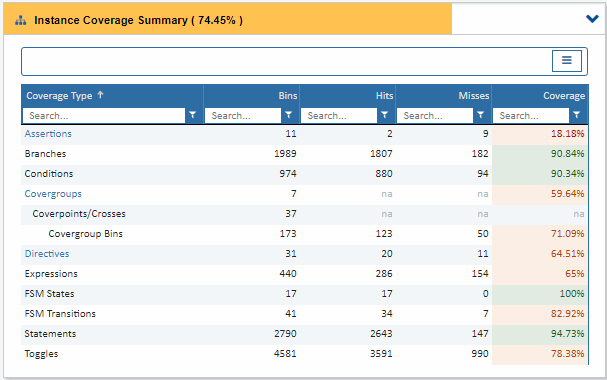 Instance Coverage Summary ( 74.45% )
Coverage Type ↑ Bins Hits Misses Coverage
Search... Search... Search... Search... Search...
Assertions 11 2 9 18.18%
Branches 1989 1807 182 90.84%
Conditions 974 880 94 90.34%
Covergroups 7 na na 59.64%
Coverpoints/Crosses 37 na na na
Covergroup Bins 173 123 50 71.09%
Directives 31 20 11 64.51%
Expressions 440 286 154 65%
FSM States 17 17 0 100%
FSM Transitions 41 34 7 82.92%
Statements 2790 2643 147 94.73%
Toggles 4581 3591 990 78.38%